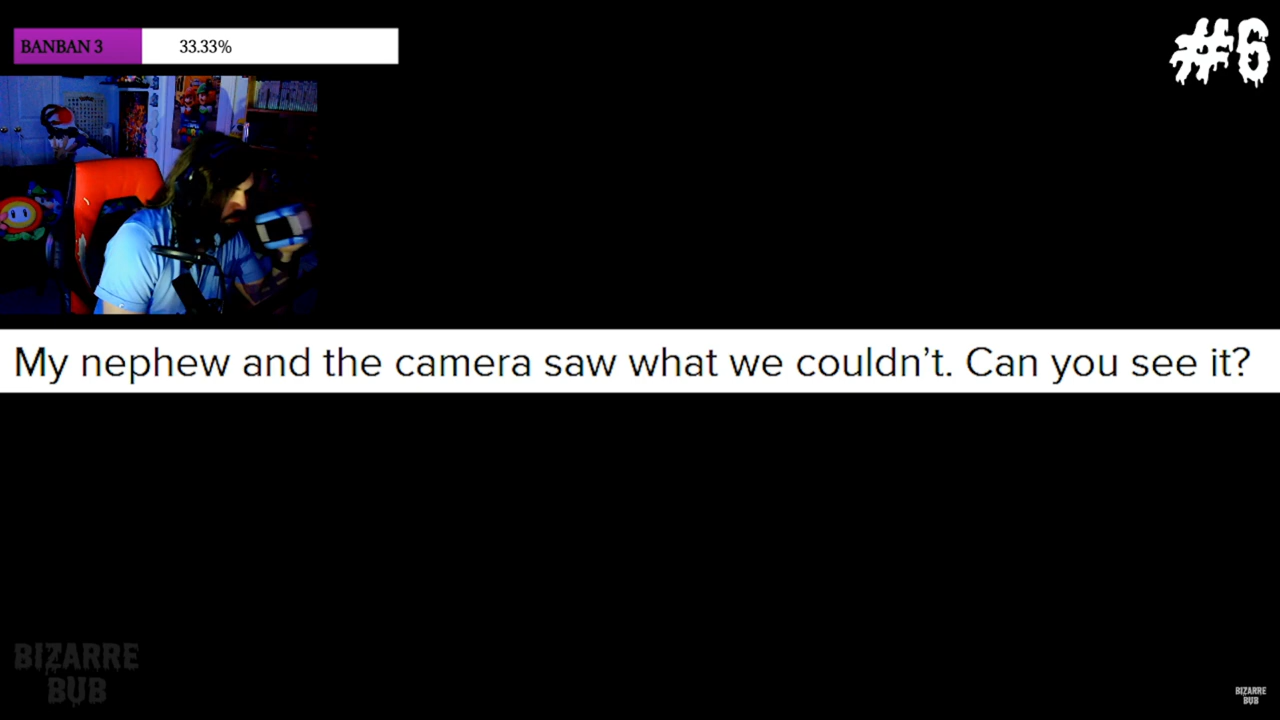 BANBAN 3 33.33%
#6
My nephew and the camera saw what we couldn't. Can you see it?
BIZARRE
BUB
BIZARRE
BUB